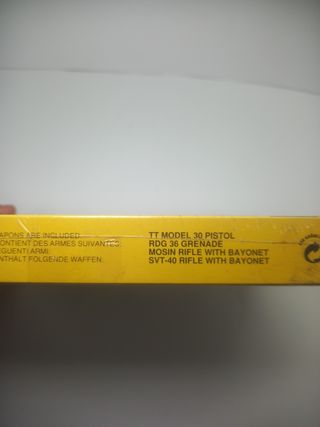 APONS ARE INCLUDED: TT MODEL 30 PISTOL
ONTIENT DES ARMES SUIVANTES: RDG 36 GRENADE
EGUENTI ARMI: MOSIN RIFLE WITH BAYONET
NTHÄLT FOLGENDE WAFFEN: SVT-40 RIFLE WITH BAYONET